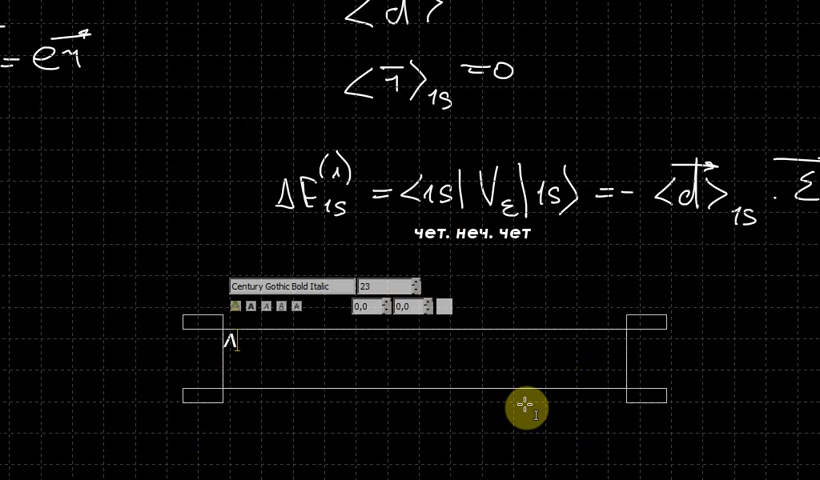 ⟨d⟩
= er⃗
⟨r̄⟩₁ₛ = 0
ΔE₁ₛ⁽¹⁾ = ⟨1s| V_ε |1s⟩ = - ⟨d⃗⟩₁ₛ · ε
чет. неч. чет
Century Gothic Bold Italic 23
A A A A A 0,0 0,0
Л